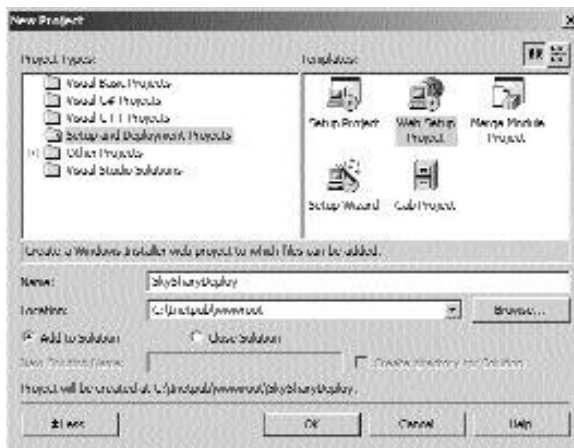 New Project
Project Types:
Templates:
Visual Basic Projects
Visual C# Projects
Visual C++ Projects
Setup and Deployment Projects
Other Projects
Visual Studio Solutions
Setup Project
Web Setup Project
Merge Module Project
Setup Wizard
Cab Project
Create a Windows Installer web project to which files can be added.
Name:
SkySharyDeploy
Location:
C:\Inetpub\wwwroot
Browse...
Add to Solution
Close Solution
New Solution Name:
Create directory for Solution
Project will be created at C:\Inetpub\wwwroot\SkySharyDeploy.
Less
OK
Cancel
Help